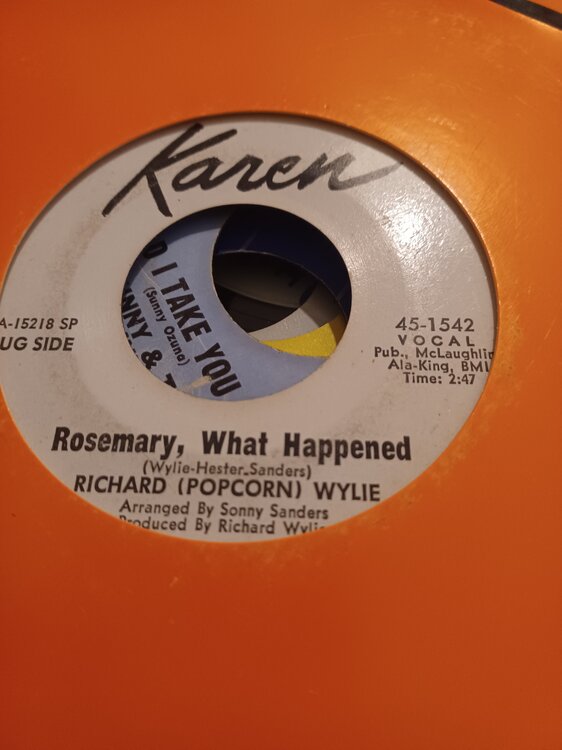 Karen
A-15218 SP
UG SIDE
45-1542
VOCAL
Pub., McLaughlin
Ala-King, BMI
Time: 2:47
D I TAKE YOU
(Sunny Ozuna)
NNY &
Rosemary, What Happened
(Wylie-Hester-Sanders)
RICHARD (POPCORN) WYLIE
Arranged By Sonny Sanders
Produced By Richard Wylie